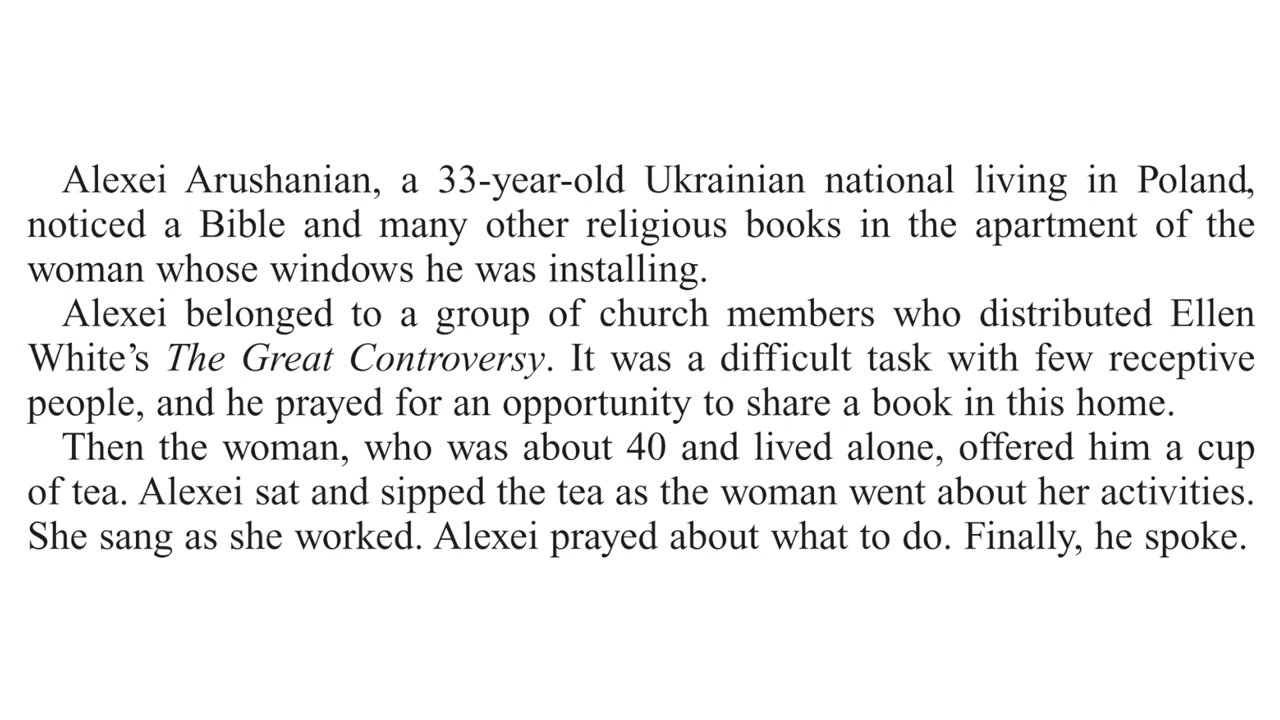 Alexei Arushanian, a 33-year-old Ukrainian national living in Poland,
noticed a Bible and many other religious books in the apartment of the
woman whose windows he was installing.
Alexei belonged to a group of church members who distributed Ellen
White’s The Great Controversy. It was a difficult task with few receptive
people, and he prayed for an opportunity to share a book in this home.
Then the woman, who was about 40 and lived alone, offered him a cup
of tea. Alexei sat and sipped the tea as the woman went about her activities.
She sang as she worked. Alexei prayed about what to do. Finally, he spoke.